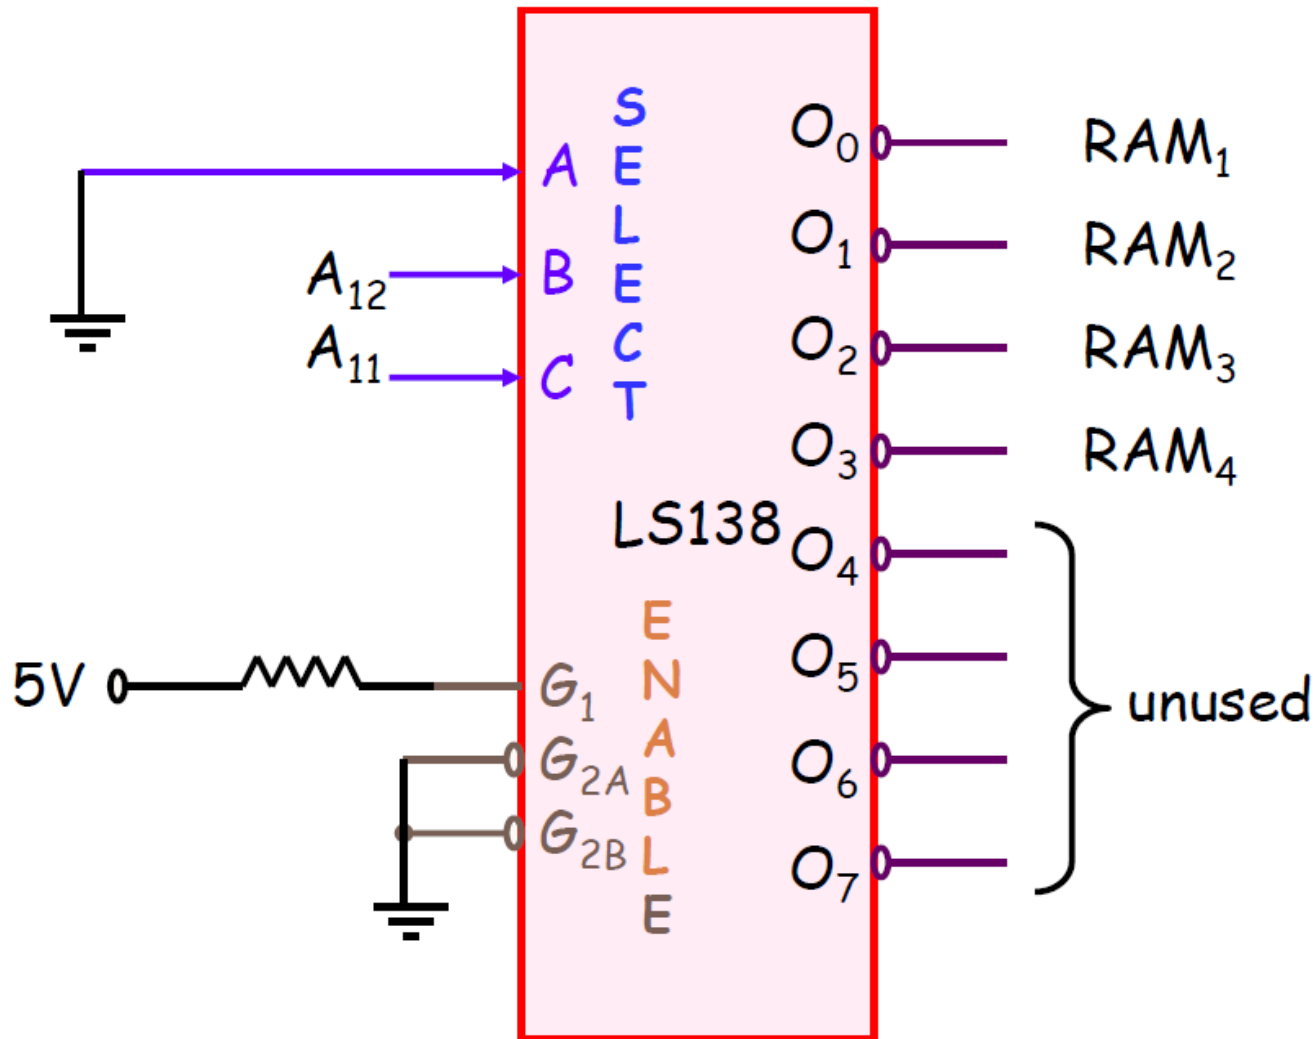 SELECT
A
A₁₂ B
A₁₁ C
LS138
ENABLE
5V G₁
G₂A
G₂B
O₀ RAM₁
O₁ RAM₂
O₂ RAM₃
O₃ RAM₄
O₄
O₅
O₆
O₇
unused